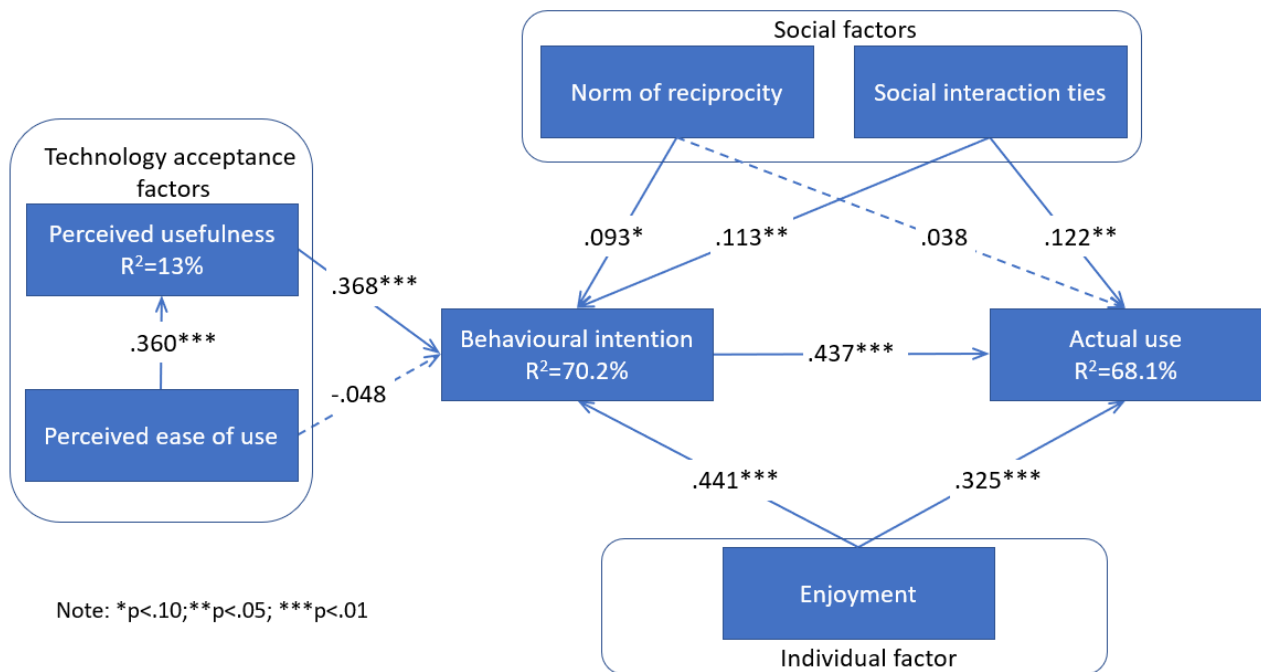 Social factors
Norm of reciprocity
Social interaction ties
Technology acceptance
factors
Perceived usefulness
R²=13%
.093*
.113**
.038
.122**
.368***
.360***
Behavioural intention
R²=70.2%
.437***
Actual use
R²=68.1%
-.048
Perceived ease of use
.441***
.325***
Enjoyment
Note: *p<.10;**p<.05; ***p<.01
Individual factor